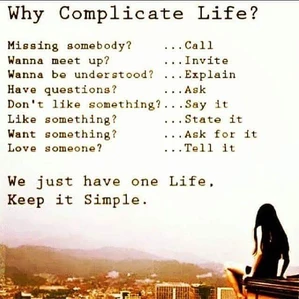 Why Complicate Life?
Missing somebody? ...Call
Wanna meet up? ...Invite
Wanna be understood? ...Explain
Have questions? ...Ask
Don't like something? ...Say it
Like something? ...State it
Want something? ...Ask for it
Love someone? ...Tell it
We just have one Life,
Keep it Simple.